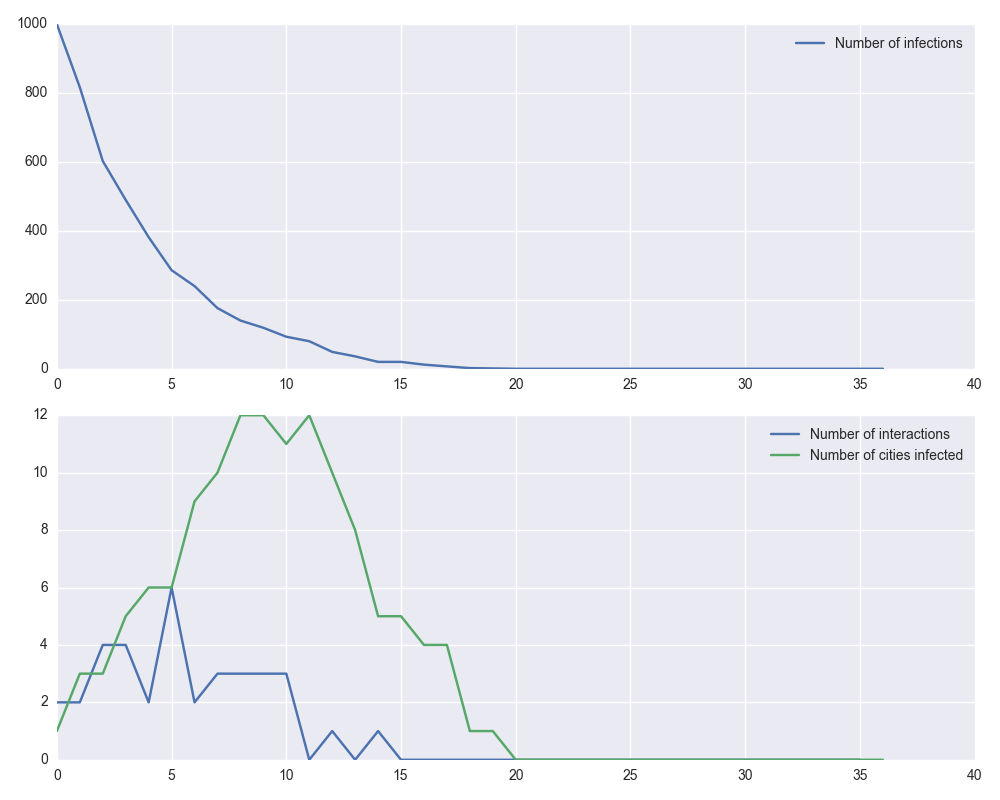 1000
Number of infections
800
600
400
200
0
0 5 10 15 20 25 30 35 40
12
Number of interactions
Number of cities infected
10
8
6
4
2
0
0 5 10 15 20 25 30 35 40